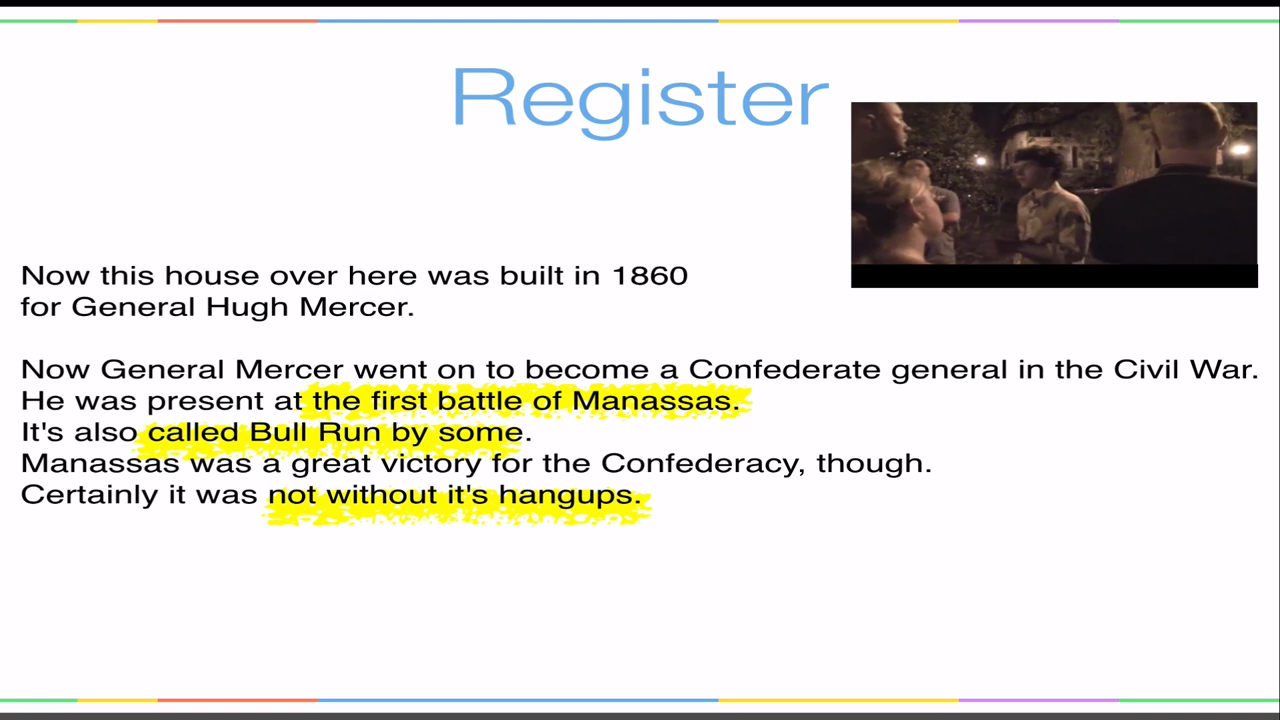 Register
Now this house over here was built in 1860
for General Hugh Mercer.
Now General Mercer went on to become a Confederate general in the Civil War.
He was present at the first battle of Manassas.
It's also called Bull Run by some.
Manassas was a great victory for the Confederacy, though.
Certainly it was not without it's hangups.